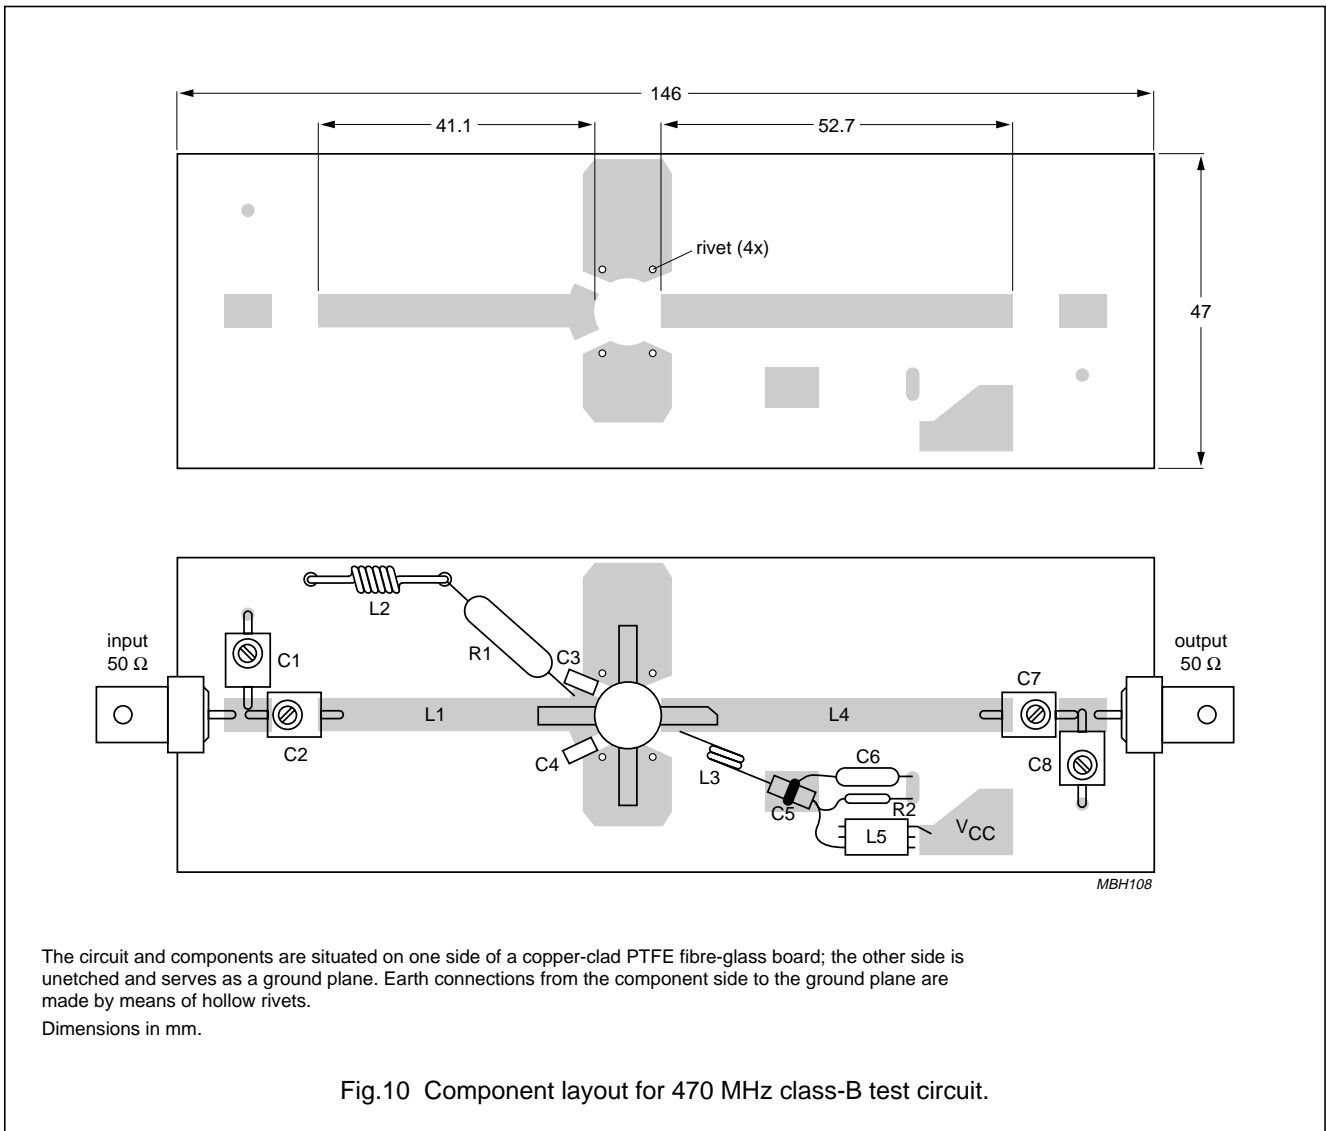 146
41.1
52.7
rivet (4x)
47
L2
input
50 Ω
C1
R1
C3
output
50 Ω
C7
L1
L4
C2
C4
L3
C6
C8
C5
R2
L5
VCC
MBH108
The circuit and components are situated on one side of a copper-clad PTFE fibre-glass board; the other side is
unetched and serves as a ground plane. Earth connections from the component side to the ground plane are
made by means of hollow rivets.
Dimensions in mm.
Fig.10 Component layout for 470 MHz class-B test circuit.